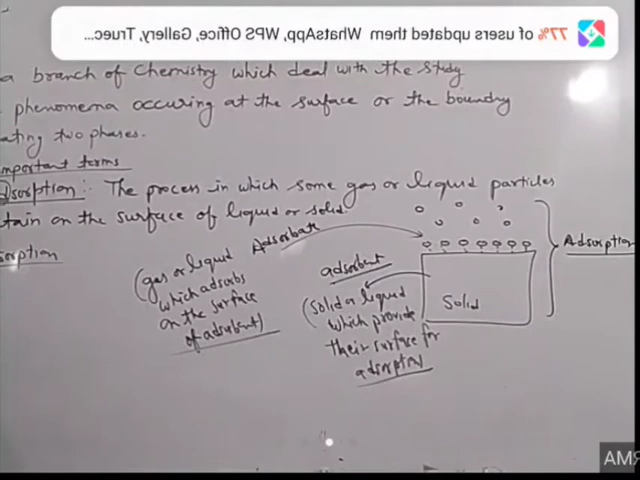 77% of users updated them WhatsApp, WPS Office, Gallery, Truec...
a branch of Chemistry which deal with the study
phenomena occuring at the surface or the boundry
ating two phases.
mportant terms
dsorption :- The process in which some gas or liquid particles
tain on the surface of liquid or solid.
sorption
(gas or liquid
which adsorbs
on the surface
of adsubent)
Adsorbate
adsorbent
(Solid or liquid
which provide
their surface for
adsorption
Solid
Adsorption
AM